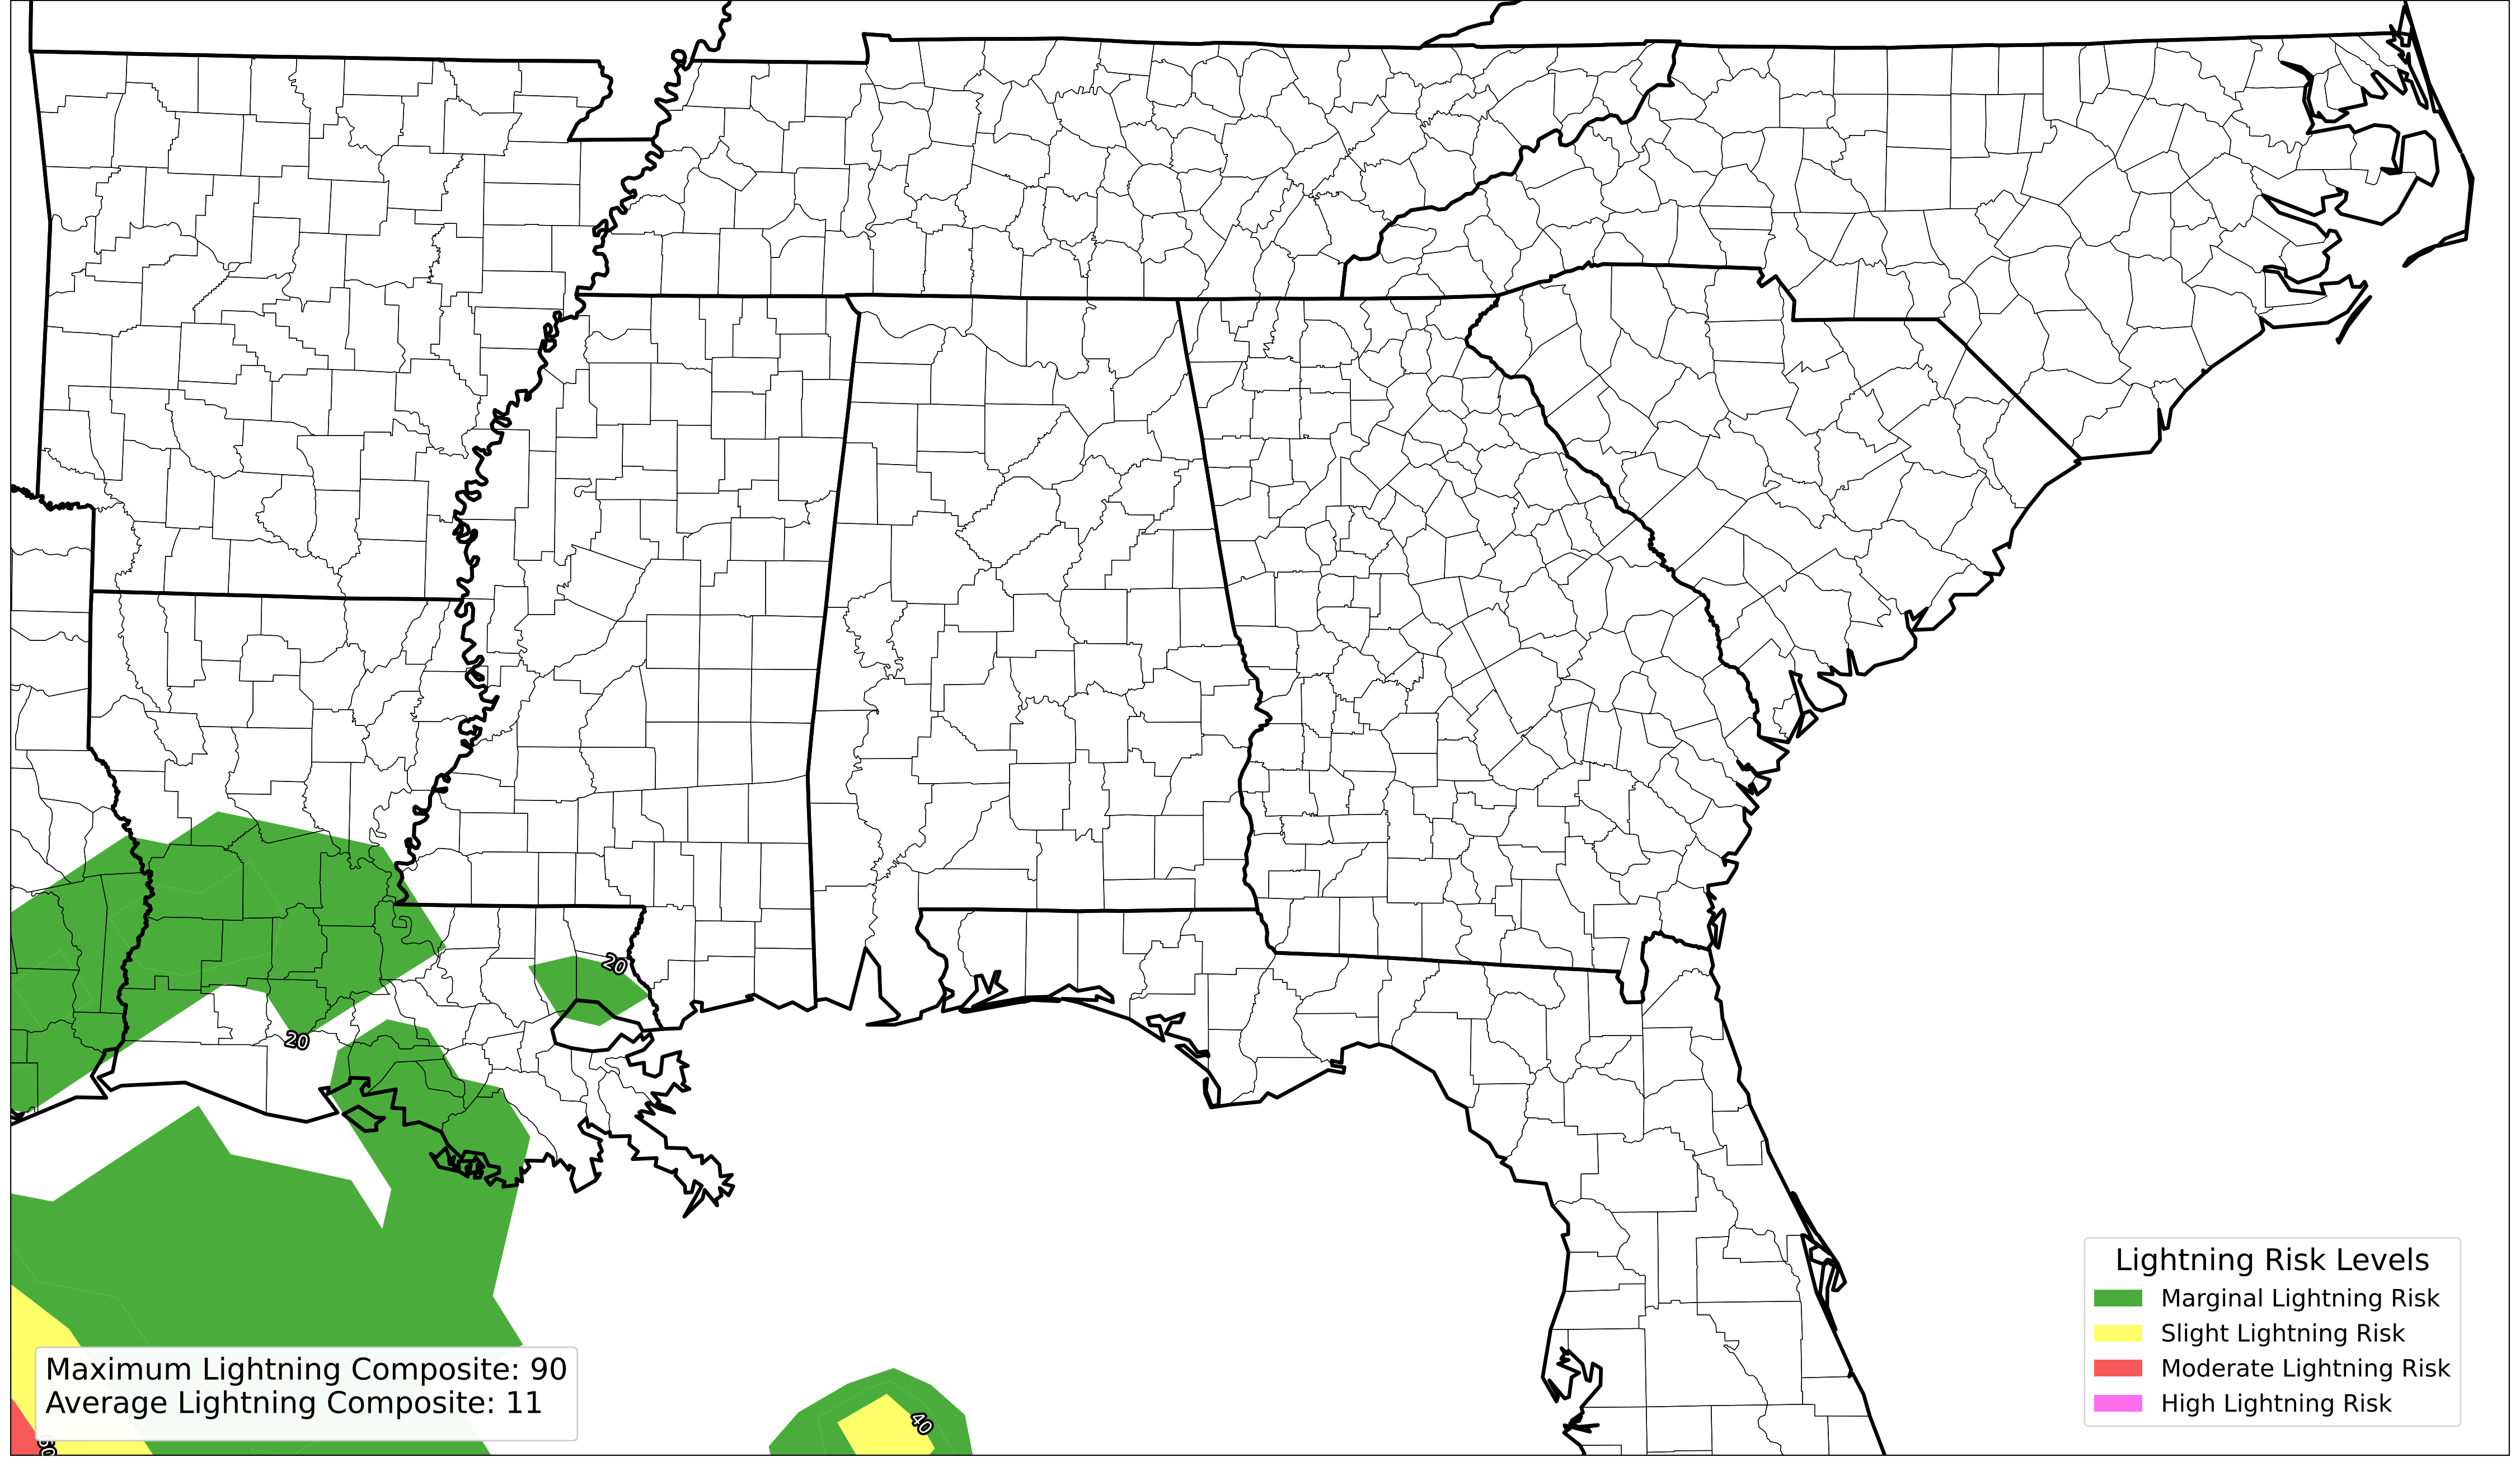 20
20
Lightning Risk Levels
Marginal Lightning Risk
Slight Lightning Risk
Moderate Lightning Risk
High Lightning Risk
Maximum Lightning Composite: 90
Average Lightning Composite: 11
40